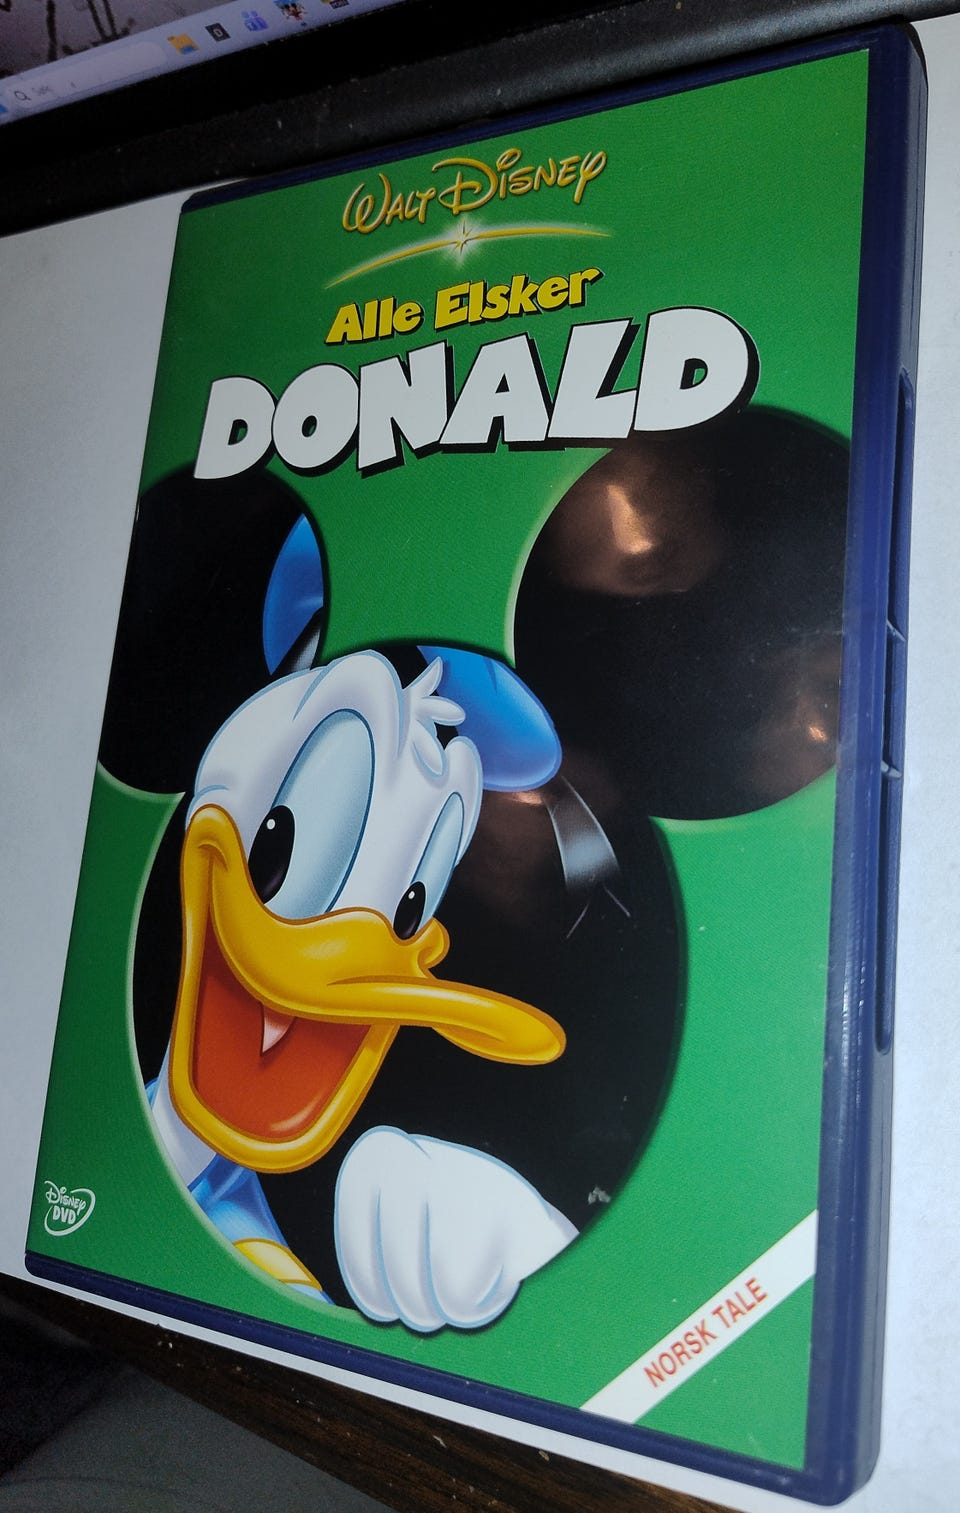 WALT DISNEY
Alle Elsker
DONALD
DISNEY
DVD
NORSK TALE